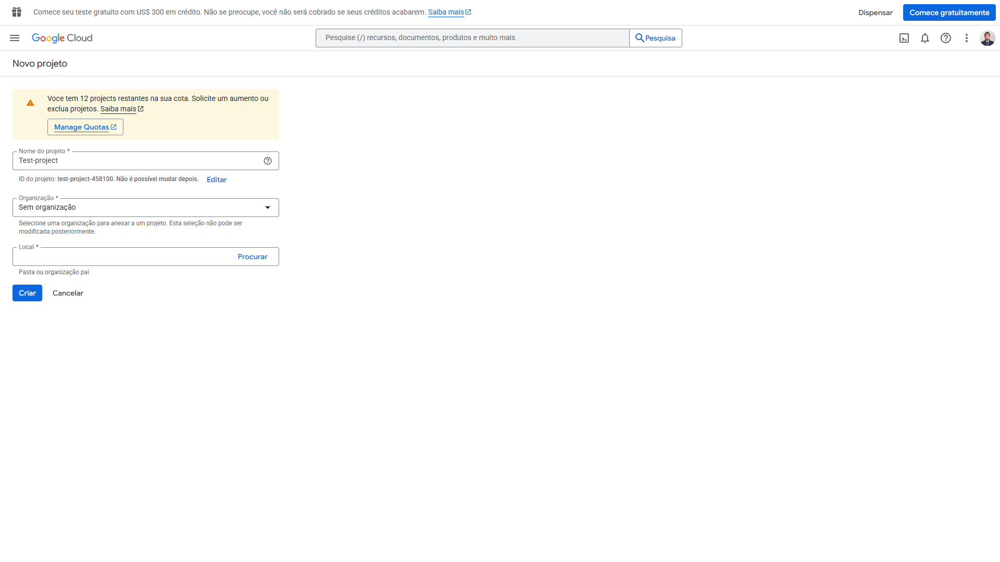 Comece seu teste gratuito com US$ 300 em crédito. Não se preocupe, você não será cobrado se seus créditos acabarem. Saiba mais
Dispensar
Comece gratuitamente
Google Cloud
Pesquise (/) recursos, documentos, produtos e muito mais
Pesquisa
Novo projeto
Voce tem 12 projects restantes na sua cota. Solicite um aumento ou
exclua projetos. Saiba mais
Manage Quotas
Nome do projeto *
Test-project
ID do projeto: test-project-458100. Não é possível mudar depois. Editar
Organização *
Sem organização
Selecione uma organização para anexar a um projeto. Esta seleção não pode ser
modificada posteriormente.
Local *
Procurar
Pasta ou organização pai
Criar
Cancelar